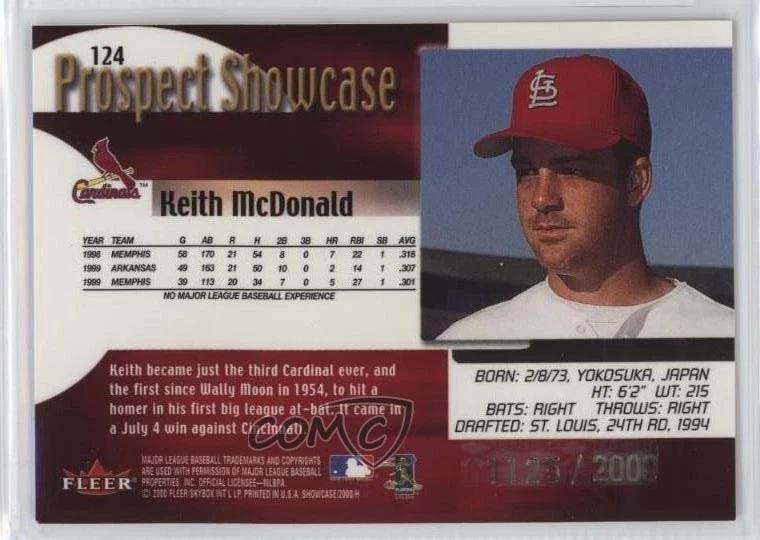 124
Prospect Showcase
StL
Cardinals™
Keith McDonald
YEAR TEAM G AB R H 2B 3B HR RBI SB AVG
1998 MEMPHIS 58 170 21 54 8 0 7 22 1 .318
1999 ARKANSAS 49 163 21 50 10 0 2 14 1 .307
1999 MEMPHIS 39 113 20 34 7 0 5 27 1 .301
NO MAJOR LEAGUE BASEBALL EXPERIENCE
Keith became just the third Cardinal ever, and
the first since Wally Moon in 1954, to hit a
homer in his first big league at-bat. It came in
a July 4 win against Cincinnati.
BORN: 2/8/73, YOKOSUKA, JAPAN
HT: 6'2" WT: 215
BATS: RIGHT THROWS: RIGHT
DRAFTED: ST. LOUIS, 24TH RD, 1994
/2000
COMC
FLEER
MAJOR LEAGUE BASEBALL TRADEMARKS AND COPYRIGHTS
ARE USED WITH PERMISSION OF MAJOR LEAGUE BASEBALL
PROPERTIES, INC. OFFICIAL LICENSEE—MLBPA.
© 2000 FLEER/SKYBOX INT'L LP. PRINTED IN U.S.A. SHOWCASE/2000/H